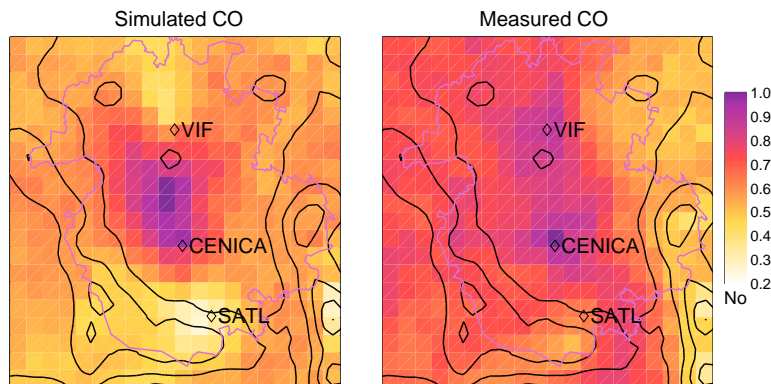 Simulated CO
Measured CO
VIF
CENICA
SATL
VIF
CENICA
SATL
1.0
0.9
0.8
0.7
0.6
0.5
0.4
0.3
0.2
No